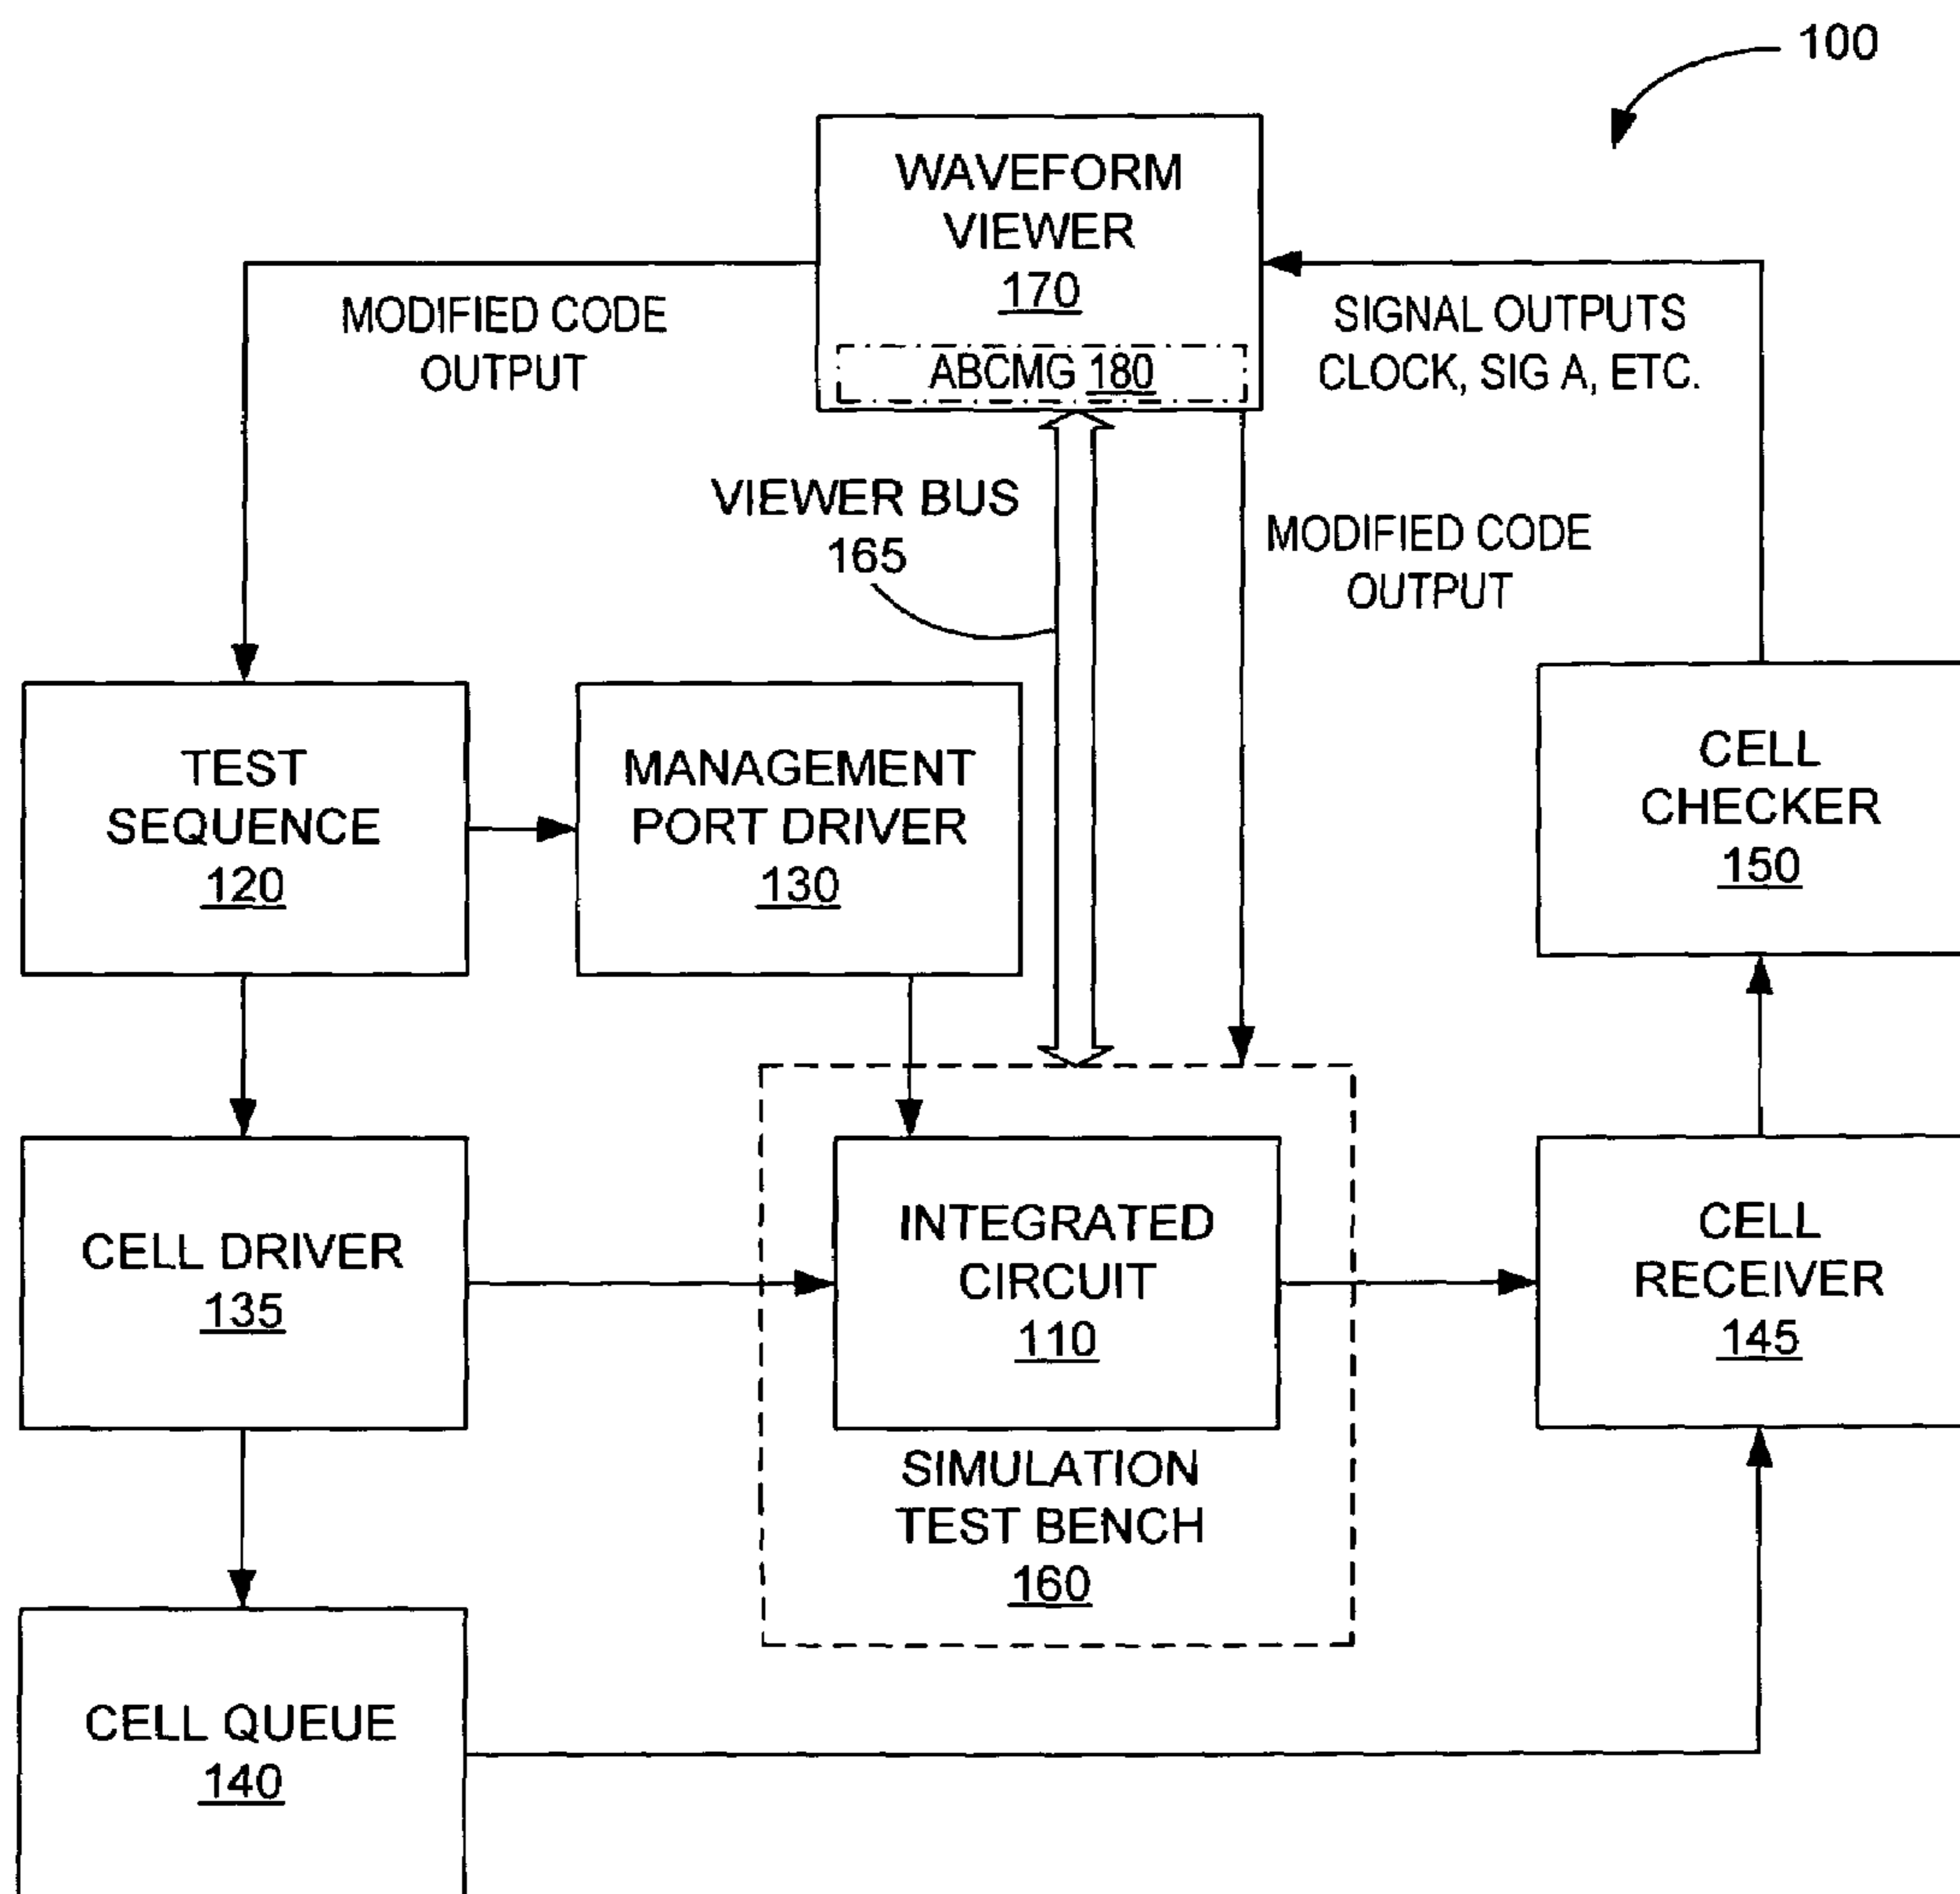 100
WAVEFORM
VIEWER
170
ABCMG 180
MODIFIED CODE
OUTPUT
SIGNAL OUTPUTS
CLOCK, SIG A, ETC.
VIEWER BUS
165
MODIFIED CODE
OUTPUT
TEST
SEQUENCE
120
MANAGEMENT
PORT DRIVER
130
CELL
CHECKER
150
CELL DRIVER
135
INTEGRATED
CIRCUIT
110
CELL
RECEIVER
145
SIMULATION
TEST BENCH
160
CELL QUEUE
140